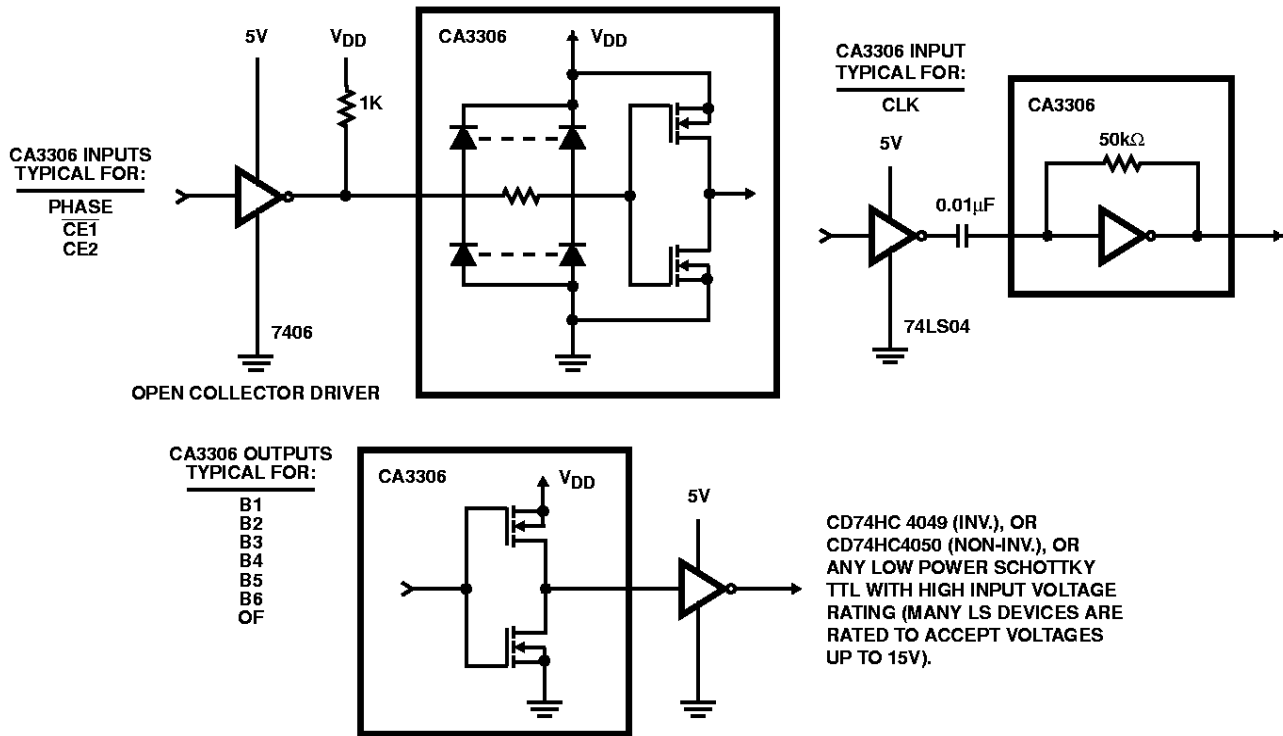 CA3306 INPUTS
TYPICAL FOR:
PHASE
CE1
CE2
5V
VDD
1K
7406
OPEN COLLECTOR DRIVER
CA3306
VDD
CA3306 INPUT
TYPICAL FOR:
CLK
5V
0.01µF
74LS04
CA3306
50kΩ
CA3306 OUTPUTS
TYPICAL FOR:
B1
B2
B3
B4
B5
B6
OF
CA3306
VDD
5V
CD74HC 4049 (INV.), OR
CD74HC4050 (NON-INV.), OR
ANY LOW POWER SCHOTTKY
TTL WITH HIGH INPUT VOLTAGE
RATING (MANY LS DEVICES ARE
RATED TO ACCEPT VOLTAGES
UP TO 15V).